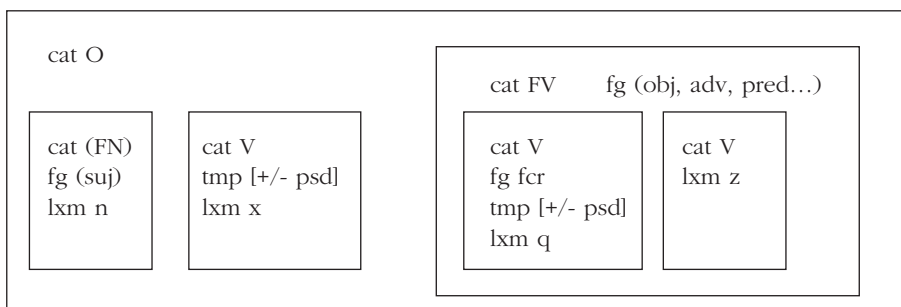 cat O
cat FV fg (obj, adv, pred…)
cat (FN)
fg (suj)
lxm n
cat V
tmp [+/- psd]
lxm x
cat V
fg fcr
tmp [+/- psd]
lxm q
cat V
lxm z